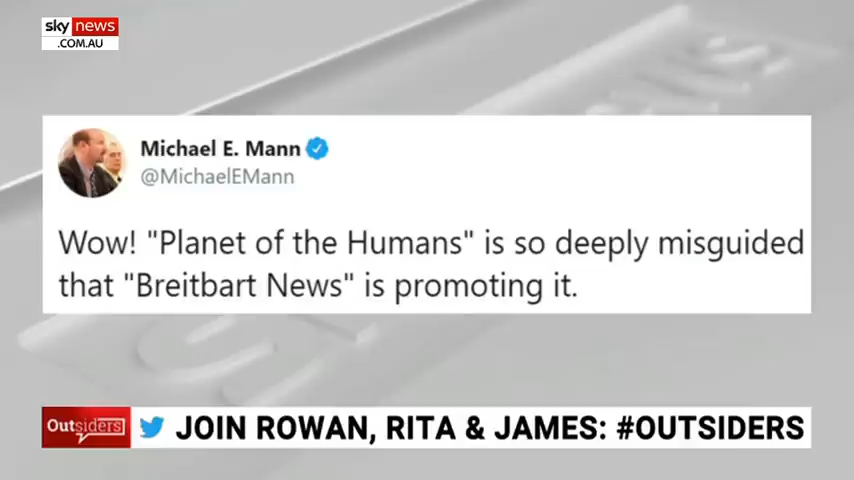 sky news
.COM.AU
Michael E. Mann
@MichaelEMann
Wow! "Planet of the Humans" is so deeply misguided
that "Breitbart News" is promoting it.
Outsiders
JOIN ROWAN, RITA & JAMES: #OUTSIDERS